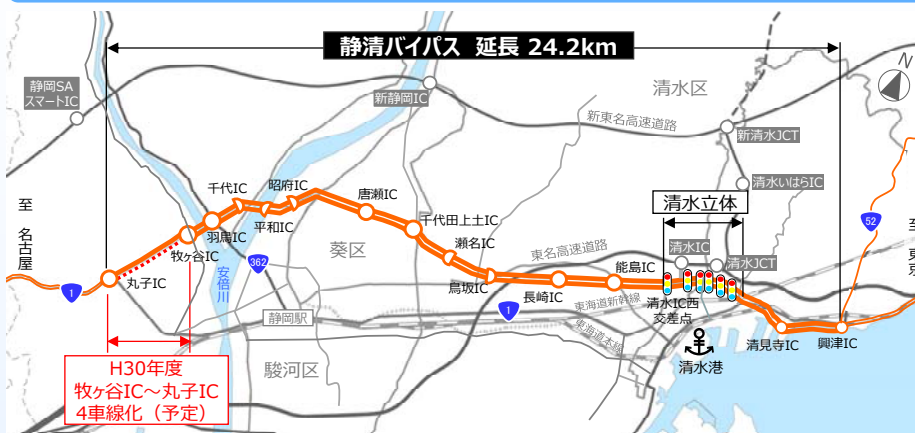 静清バイパス 延長 24.2km
N
静岡SA
スマートIC
新静岡IC
清水区
新東名高速道路
新清水JCT
清水いはらIC
清水立体
52
至 名古屋
至 東京
千代IC
昭府IC
平和IC
羽鳥IC
牧ヶ谷IC
丸子IC
安倍川
362
葵区
唐瀬IC
千代田上土IC
瀬名IC
鳥坂IC
長崎IC
能島IC
東名高速道路
清水IC
清水JCT
清水IC西
交差点
東海道新幹線
東海道本線
1
1
静岡駅
駿河区
清水港
清見寺IC
興津IC
H30年度
牧ヶ谷IC~丸子IC
4車線化(予定)